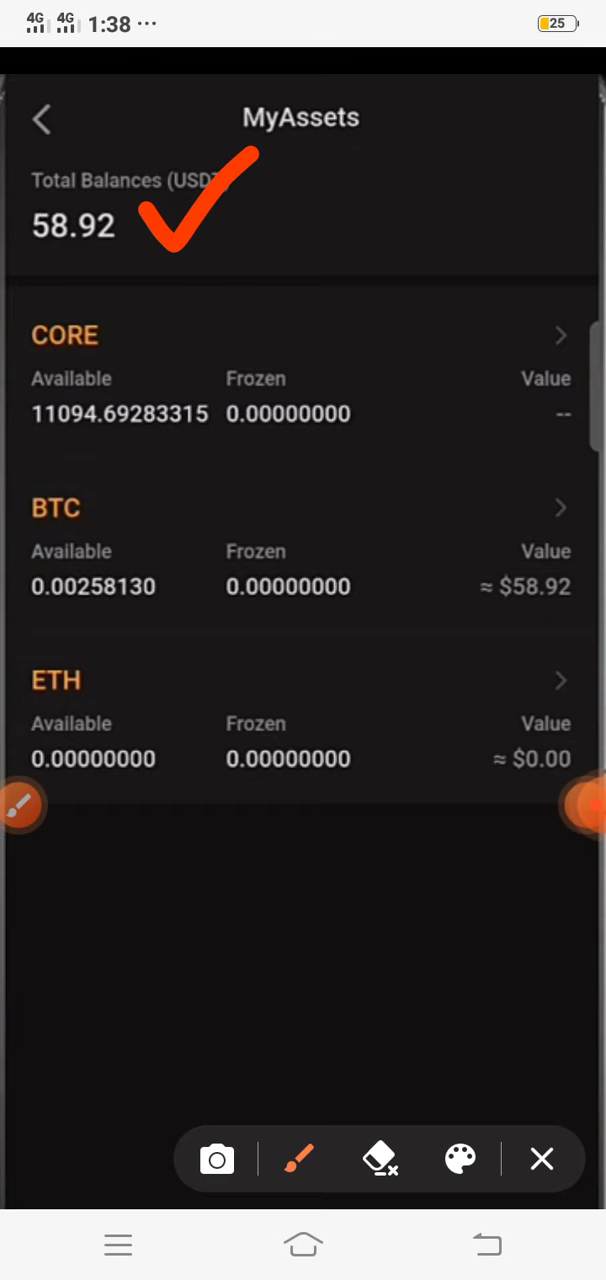 4G 4G 1:38 ... 25
MyAssets
Total Balances (USDT)
58.92
CORE
Available Frozen Value
11094.69283315 0.00000000 --
BTC
Available Frozen Value
0.00258130 0.00000000 ≈ $58.92
ETH
Available Frozen Value
0.00000000 0.00000000 ≈ $0.00